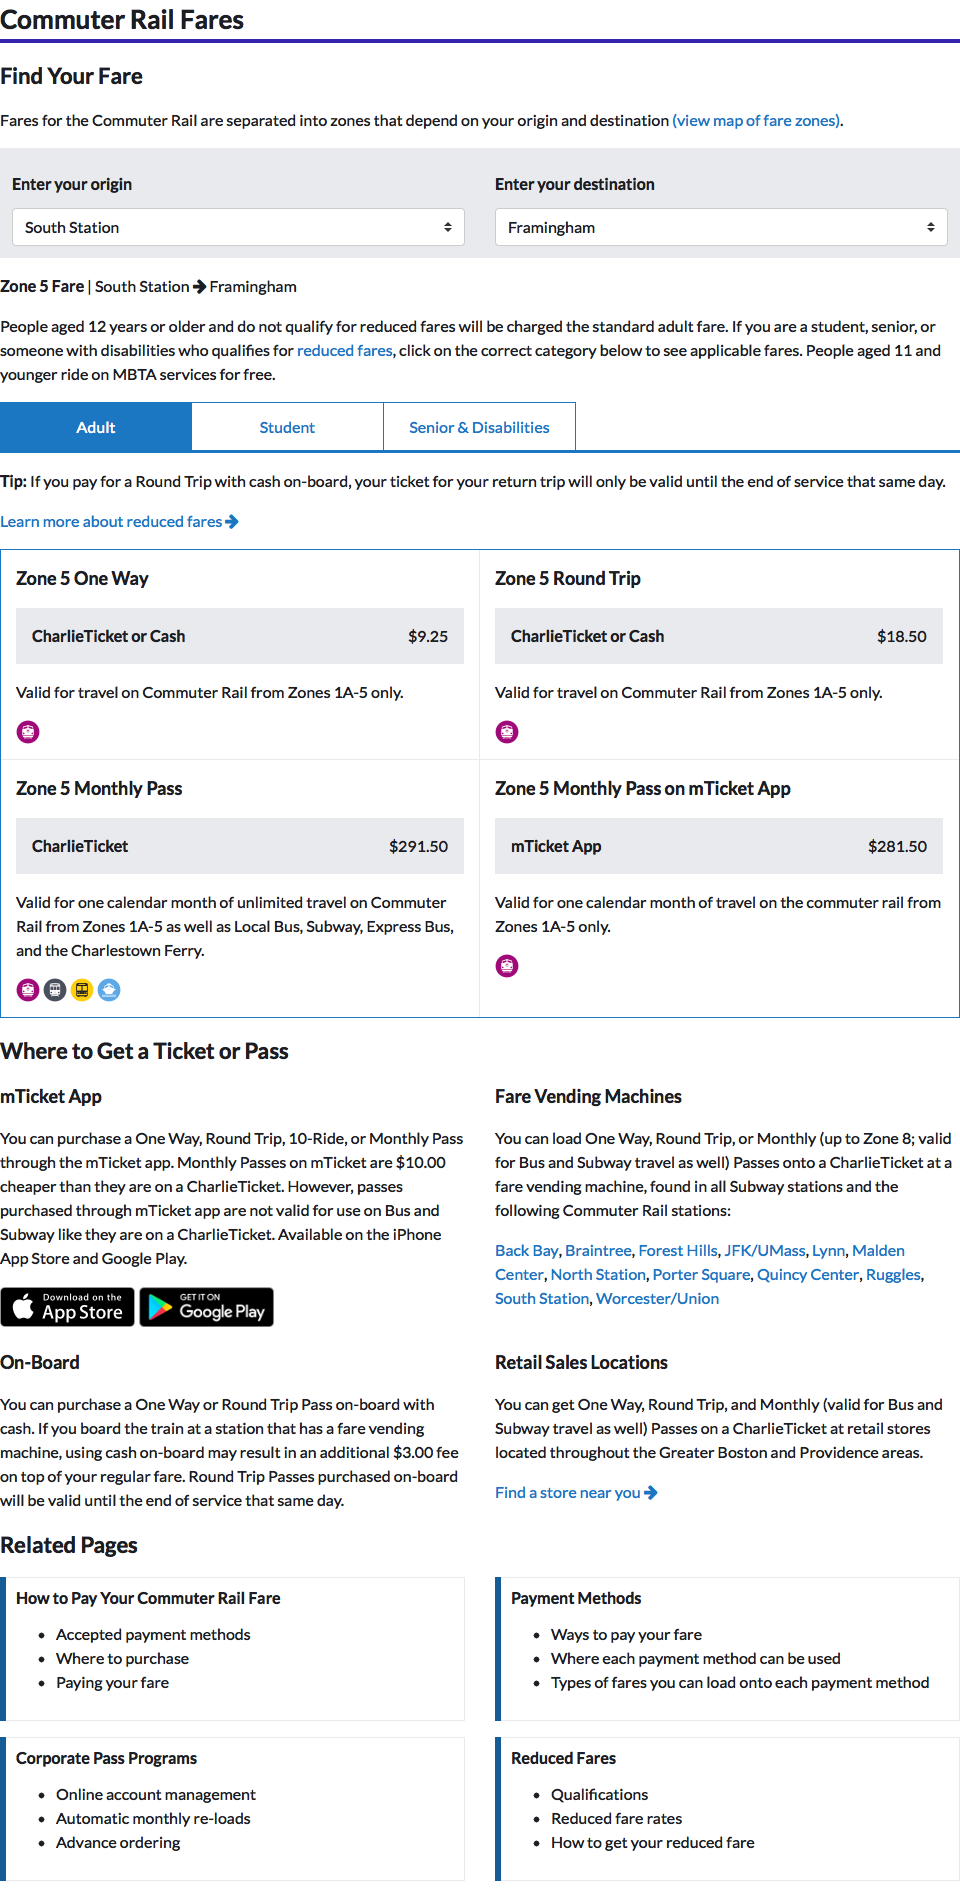 Commuter Rail Fares
Find Your Fare
Fares for the Commuter Rail are separated into zones that depend on your origin and destination (view map of fare zones).
Enter your origin
South Station
Enter your destination
Framingham
Zone 5 Fare | South Station → Framingham
People aged 12 years or older and do not qualify for reduced fares will be charged the standard adult fare. If you are a student, senior, or
someone with disabilities who qualifies for reduced fares, click on the correct category below to see applicable fares. People aged 11 and
younger ride on MBTA services for free.
Adult
Student
Senior & Disabilities
Tip: If you pay for a Round Trip with cash on-board, your ticket for your return trip will only be valid until the end of service that same day.
Learn more about reduced fares →
Zone 5 One Way
CharlieTicket or Cash $9.25
Valid for travel on Commuter Rail from Zones 1A-5 only.
Zone 5 Round Trip
CharlieTicket or Cash $18.50
Valid for travel on Commuter Rail from Zones 1A-5 only.
Zone 5 Monthly Pass
CharlieTicket $291.50
Valid for one calendar month of unlimited travel on Commuter
Rail from Zones 1A-5 as well as Local Bus, Subway, Express Bus,
and the Charlestown Ferry.
Zone 5 Monthly Pass on mTicket App
mTicket App $281.50
Valid for one calendar month of travel on the commuter rail from
Zones 1A-5 only.
Where to Get a Ticket or Pass
mTicket App
You can purchase a One Way, Round Trip, 10-Ride, or Monthly Pass
through the mTicket app. Monthly Passes on mTicket are $10.00
cheaper than they are on a CharlieTicket. However, passes
purchased through mTicket app are not valid for use on Bus and
Subway like they are on a CharlieTicket. Available on the iPhone
App Store and Google Play.
Download on the
App Store
GET IT ON
Google Play
Fare Vending Machines
You can load One Way, Round Trip, or Monthly (up to Zone 8; valid
for Bus and Subway travel as well) Passes onto a CharlieTicket at a
fare vending machine, found in all Subway stations and the
following Commuter Rail stations:
Back Bay, Braintree, Forest Hills, JFK/UMass, Lynn, Malden
Center, North Station, Porter Square, Quincy Center, Ruggles,
South Station, Worcester/Union
On-Board
You can purchase a One Way or Round Trip Pass on-board with
cash. If you board the train at a station that has a fare vending
machine, using cash on-board may result in an additional $3.00 fee
on top of your regular fare. Round Trip Passes purchased on-board
will be valid until the end of service that same day.
Retail Sales Locations
You can get One Way, Round Trip, and Monthly (valid for Bus and
Subway travel as well) Passes on a CharlieTicket at retail stores
located throughout the Greater Boston and Providence areas.
Find a store near you →
Related Pages
How to Pay Your Commuter Rail Fare
• Accepted payment methods
• Where to purchase
• Paying your fare
Payment Methods
• Ways to pay your fare
• Where each payment method can be used
• Types of fares you can load onto each payment method
Corporate Pass Programs
• Online account management
• Automatic monthly re-loads
• Advance ordering
Reduced Fares
• Qualifications
• Reduced fare rates
• How to get your reduced fare